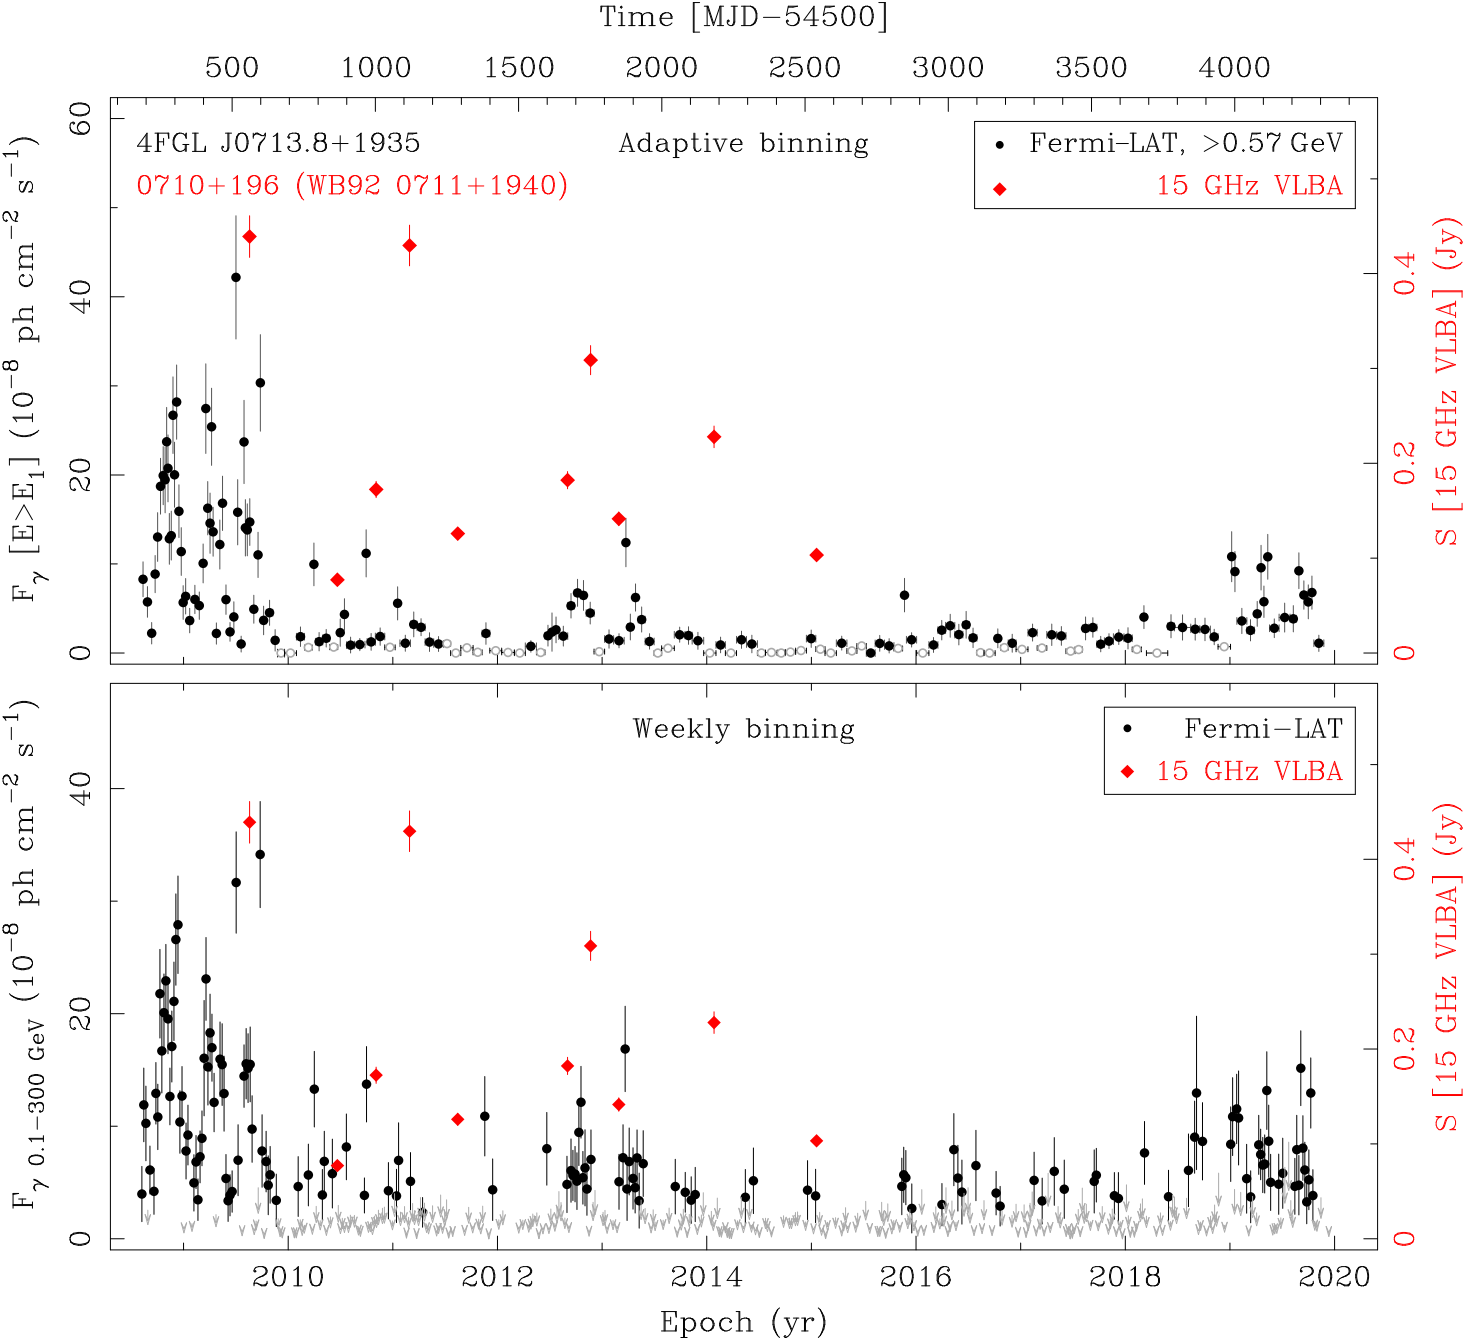 Time [MJD−54500]
500 1000 1500 2000 2500 3000 3500 4000
4FGL J0713.8+1935
0710+196 (WB92 0711+1940)
Adaptive binning
Fermi−LAT, >0.57 GeV
15 GHz VLBA
F_γ [E>E_1] (10^−8 ph cm^−2 s^−1)
60
40
20
0
0.4
0.2
0
S [15 GHz VLBA] (Jy)
Weekly binning
Fermi−LAT
15 GHz VLBA
F_γ 0.1−300 GeV (10^−8 ph cm^−2 s^−1)
40
20
0
0.4
0.2
0
S [15 GHz VLBA] (Jy)
2010 2012 2014 2016 2018 2020
Epoch (yr)